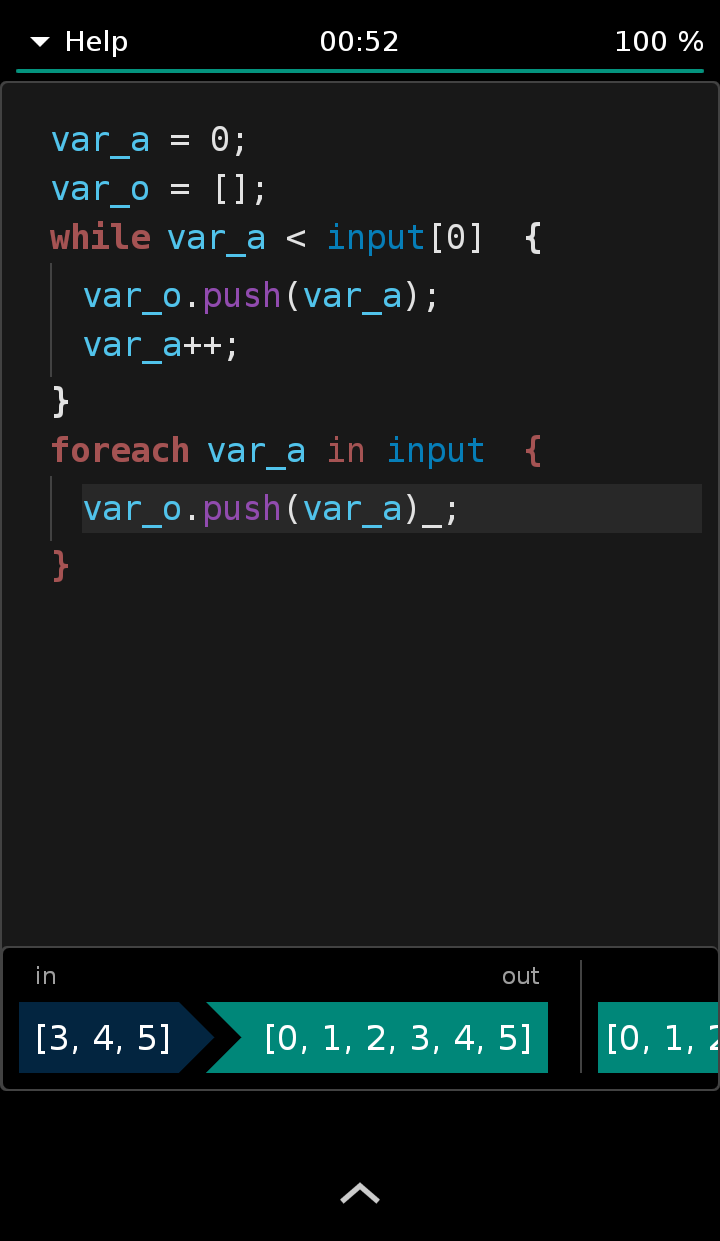 Help 00:52 100 %
var_a = 0;
var_o = [];
while var_a < input[0] {
var_o.push(var_a);
var_a++;
}
foreach var_a in input {
var_o.push(var_a)_;
}
in out
[3, 4, 5] [0, 1, 2, 3, 4, 5] [0, 1, 2